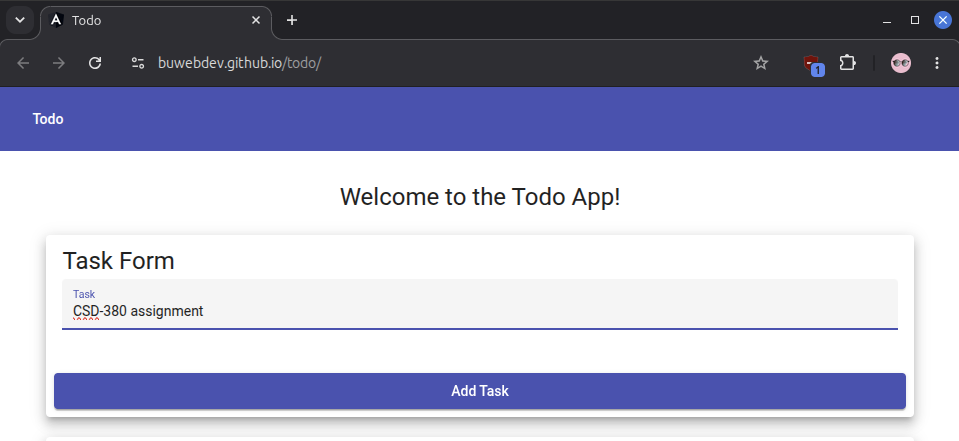 Todo
buwebdev.github.io/todo/
1
Todo
Welcome to the Todo App!
Task Form
Task
CSD-380 assignment
Add Task